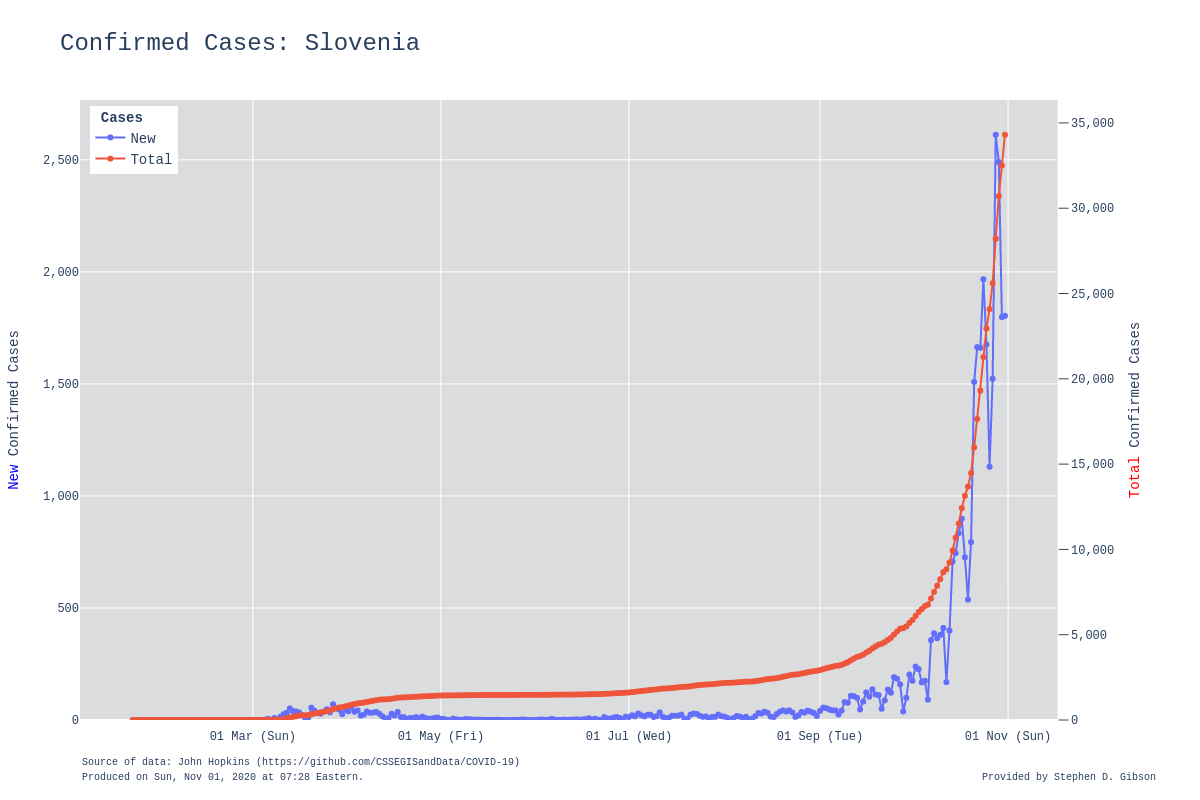 Confirmed Cases: Slovenia
Cases
New
Total
2,500
2,000
1,500
1,000
500
0
New Confirmed Cases
35,000
30,000
25,000
20,000
15,000
10,000
5,000
0
Total Confirmed Cases
01 Mar (Sun)
01 May (Fri)
01 Jul (Wed)
01 Sep (Tue)
01 Nov (Sun)
Source of data: John Hopkins (https://github.com/CSSEGISandData/COVID-19)
Produced on Sun, Nov 01, 2020 at 07:28 Eastern.
Provided by Stephen D. Gibson